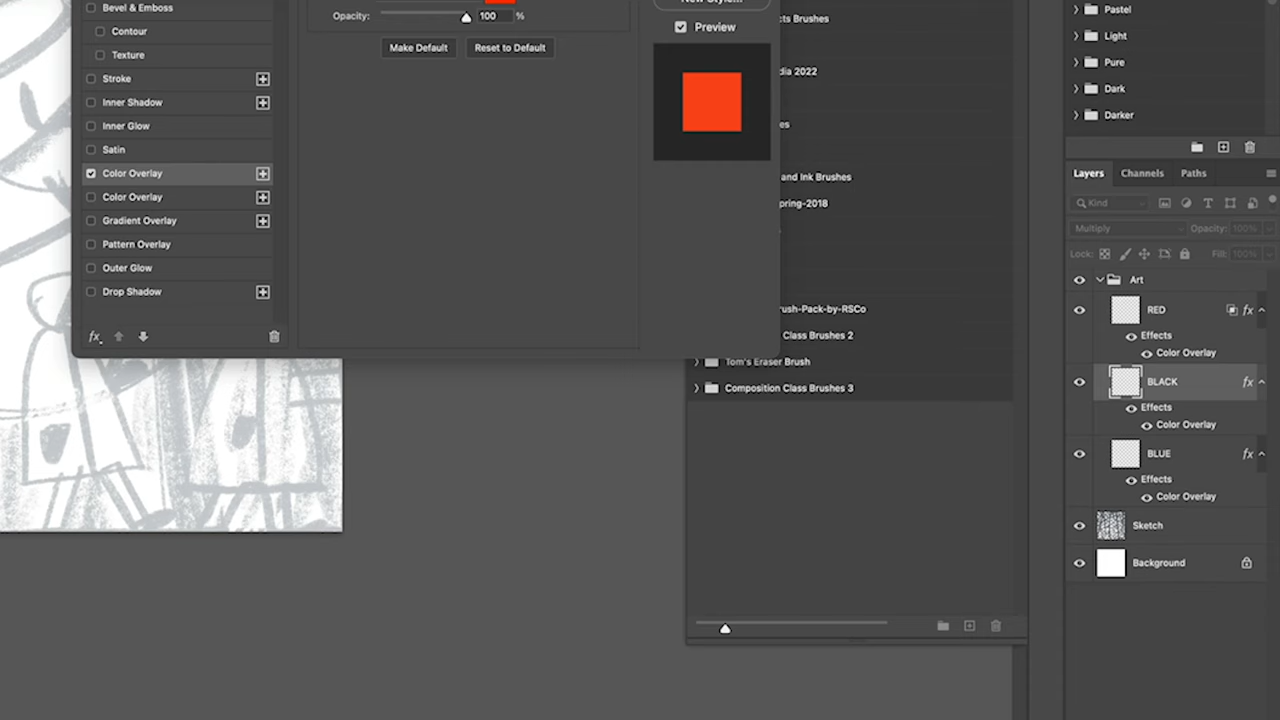 Bevel & Emboss
Contour
Texture
Stroke
Inner Shadow
Inner Glow
Satin
Color Overlay
Color Overlay
Gradient Overlay
Pattern Overlay
Outer Glow
Drop Shadow
fx
Opacity: 100 %
Make Default Reset to Default
Preview
cts Brushes
dia 2022
es
and Ink Brushes
pring-2018
rush-Pack-by-RSCo
Class Brushes 2
Tom's Eraser Brush
Composition Class Brushes 3
Pastel
Light
Pure
Dark
Darker
Layers Channels Paths
Kind
Multiply Opacity: 100%
Lock: Fill: 100%
Art
RED fx
Effects
Color Overlay
BLACK fx
Effects
Color Overlay
BLUE fx
Effects
Color Overlay
Sketch
Background